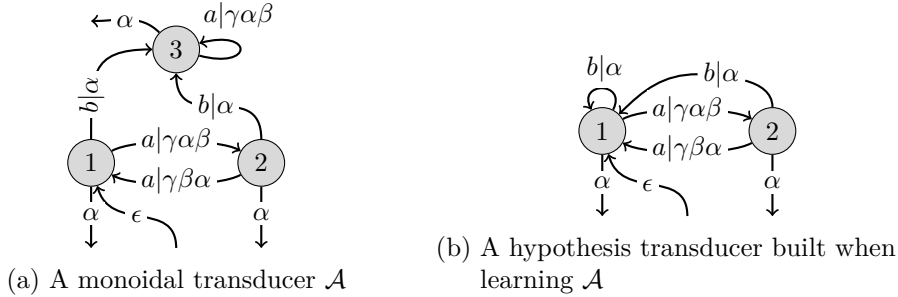 α
a|γαβ
3
b|α
b|α
a|γαβ
1
2
a|γβα
α
ϵ
α
(a) A monoidal transducer 𝒜
b|α
b|α
a|γαβ
1
2
a|γβα
α
ϵ
α
(b) A hypothesis transducer built when
learning 𝒜